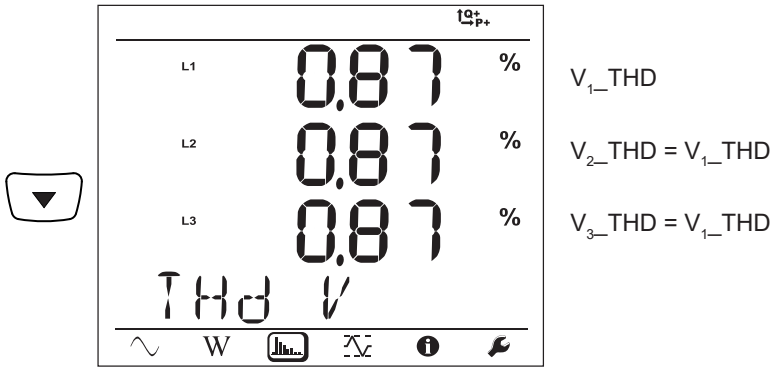 Q+
P+
L1 0.87 % V₁_THD
L2 0.87 % V₂_THD = V₁_THD
L3 0.87 % V₃_THD = V₁_THD
THd V
W